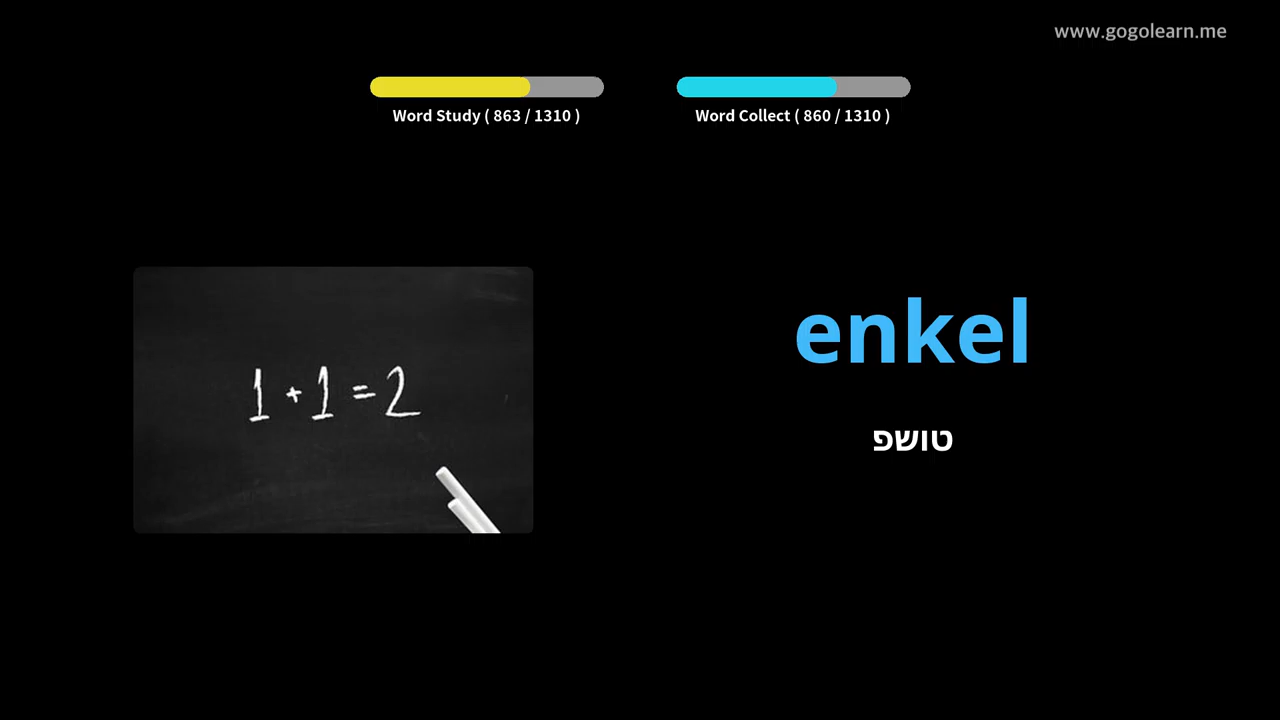 www.gogolearn.me
Word Study ( 863 / 1310 )
Word Collect ( 860 / 1310 )
1 + 1 = 2
enkel
טושפ